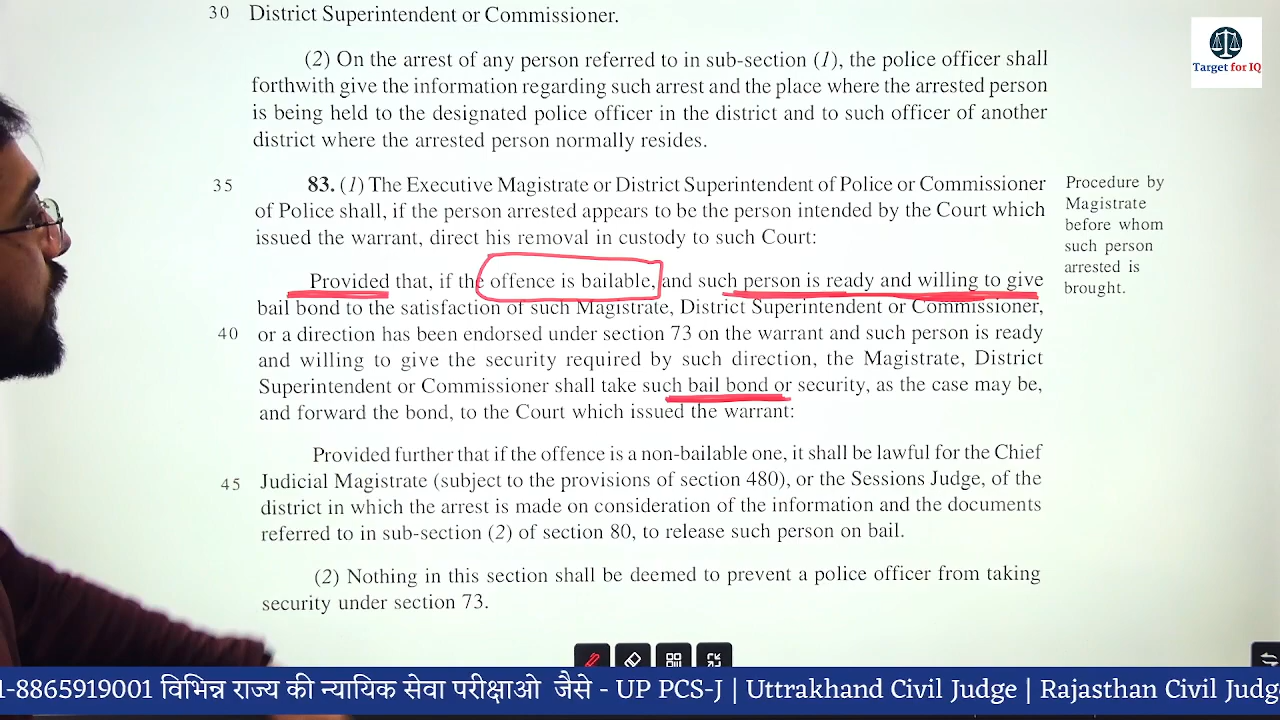 30 District Superintendent or Commissioner.
Target for IQ
(2) On the arrest of any person referred to in sub-section (1), the police officer shall
forthwith give the information regarding such arrest and the place where the arrested person
is being held to the designated police officer in the district and to such officer of another
district where the arrested person normally resides.
35 83. (1) The Executive Magistrate or District Superintendent of Police or Commissioner
of Police shall, if the person arrested appears to be the person intended by the Court which
issued the warrant, direct his removal in custody to such Court:
Procedure by
Magistrate
before whom
such person
arrested is
brought.
Provided that, if the offence is bailable, and such person is ready and willing to give
bail bond to the satisfaction of such Magistrate, District Superintendent or Commissioner,
40 or a direction has been endorsed under section 73 on the warrant and such person is ready
and willing to give the security required by such direction, the Magistrate, District
Superintendent or Commissioner shall take such bail bond or security, as the case may be,
and forward the bond, to the Court which issued the warrant:
Provided further that if the offence is a non-bailable one, it shall be lawful for the Chief
45 Judicial Magistrate (subject to the provisions of section 480), or the Sessions Judge, of the
district in which the arrest is made on consideration of the information and the documents
referred to in sub-section (2) of section 80, to release such person on bail.
(2) Nothing in this section shall be deemed to prevent a police officer from taking
security under section 73.
1-8865919001 विभिन्न राज्य की न्यायिक सेवा परीक्षाओ जैसे - UP PCS-J | Uttrakhand Civil Judge | Rajasthan Civil Judg